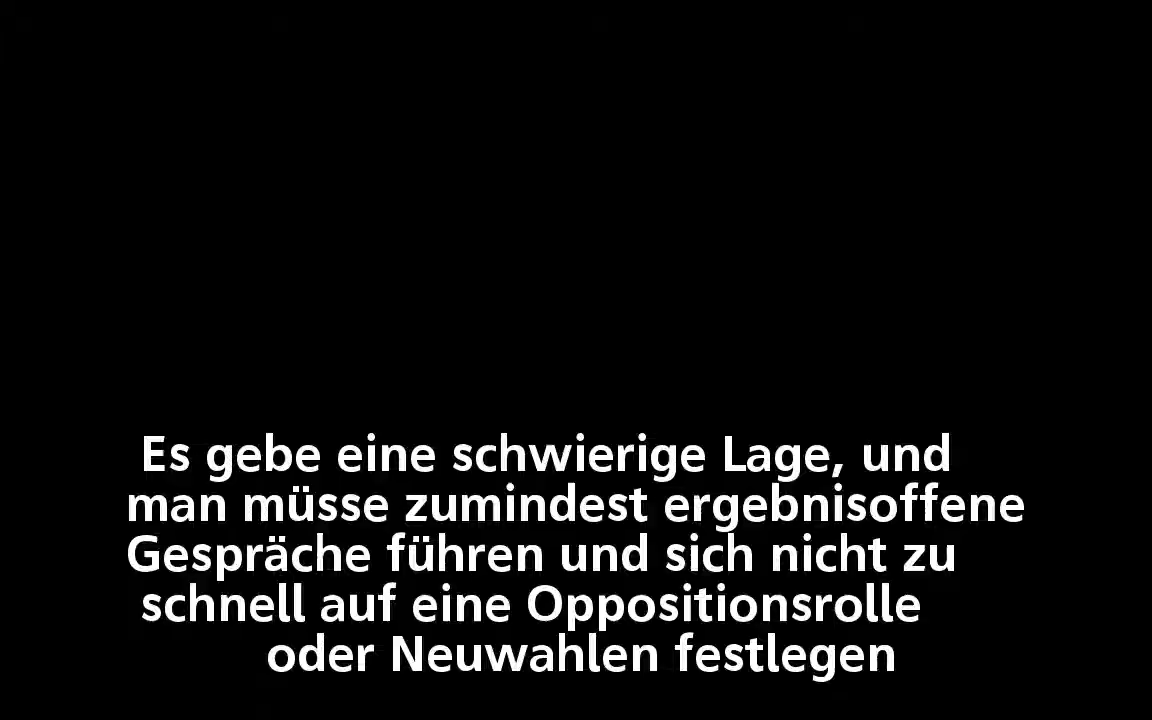 Es gebe eine schwierige Lage, und
man müsse zumindest ergebnisoffene
Gespräche führen und sich nicht zu
schnell auf eine Oppositionsrolle
oder Neuwahlen festlegen